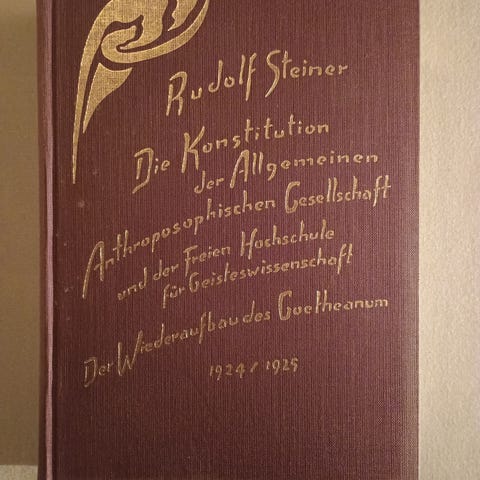 Rudolf Steiner
Die Konstitution
der Allgemeinen
Anthroposophischen Gesellschaft
und der Freien Hochschule
für Geisteswissenschaft
Der Wiederaufbau des Goetheanum
1924/1925